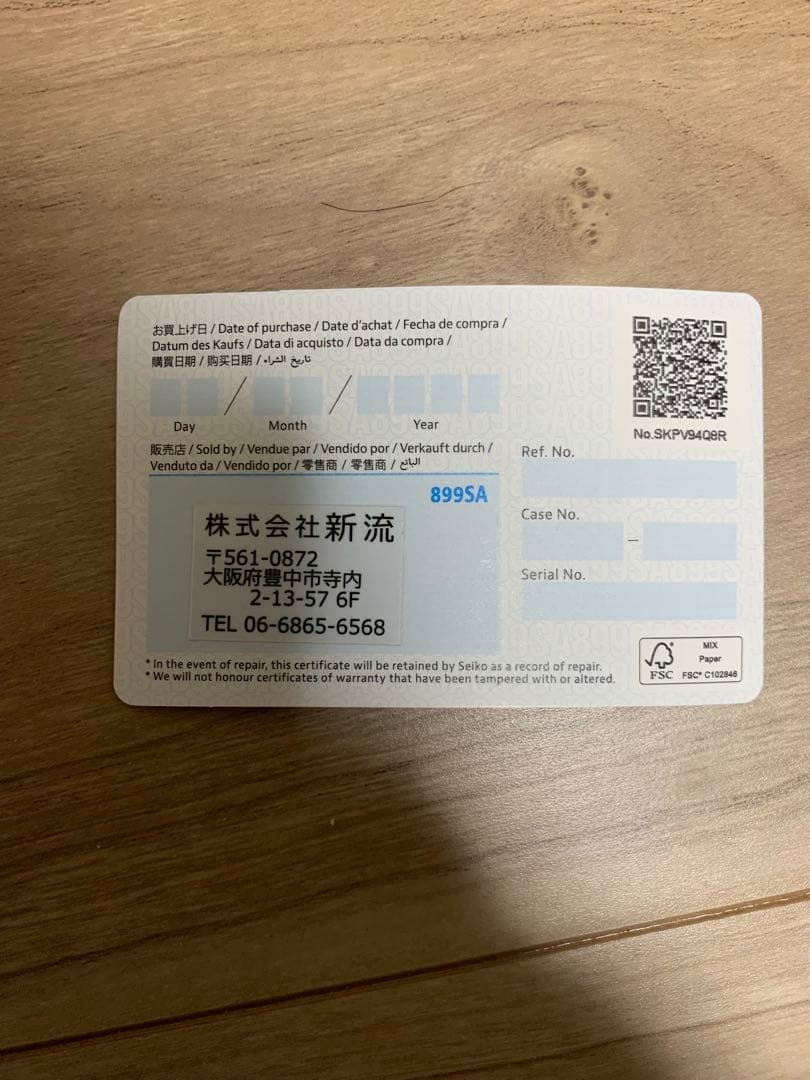 お買上げ日 / Date of purchase / Date d'achat / Fecha de compra /
Datum des Kaufs / Data di acquisto / Data da compra /
購買日期 / 购买日期 / تاريخ الشراء
Day
Month
Year
No.SKPV94Q8R
販売店 / Sold by / Vendue par / Vendido por / Verkauft durch /
Venduto da / Vendido por / 零售商 / 零售商 / البائع
899SA
株式会社新流
〒561-0872
大阪府豊中市寺内
2-13-57 6F
TEL 06-6865-6568
Ref. No.
Case No.
Serial No.
* In the event of repair, this certificate will be retained by Seiko as a record of repair.
* We will not honour certificates of warranty that have been tampered with or altered.
FSC
MIX
Paper
FSC® C102846